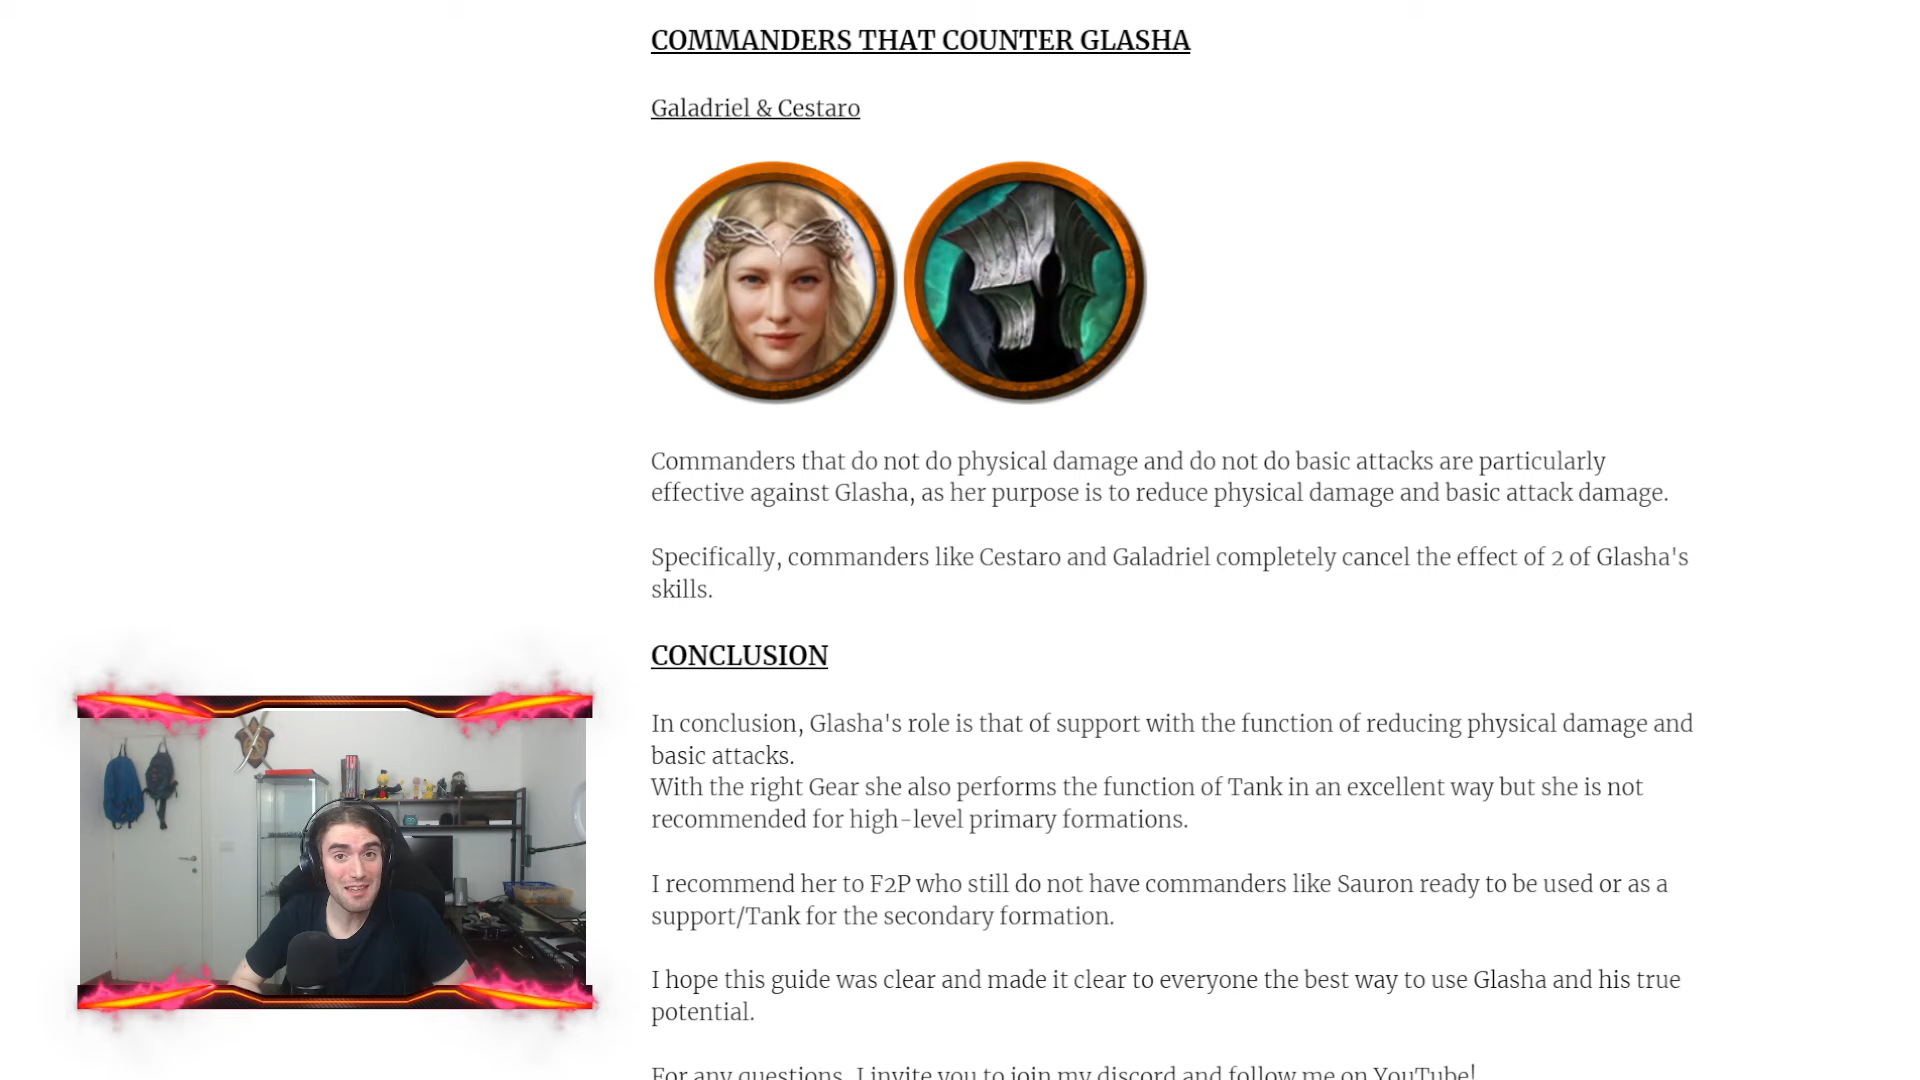 COMMANDERS THAT COUNTER GLASHA
Galadriel & Cestaro
Commanders that do not do physical damage and do not do basic attacks are particularly
effective against Glasha, as her purpose is to reduce physical damage and basic attack damage.
Specifically, commanders like Cestaro and Galadriel completely cancel the effect of 2 of Glasha's
skills.
CONCLUSION
In conclusion, Glasha's role is that of support with the function of reducing physical damage and
basic attacks.
With the right Gear she also performs the function of Tank in an excellent way but she is not
recommended for high-level primary formations.
I recommend her to F2P who still do not have commanders like Sauron ready to be used or as a
support/Tank for the secondary formation.
I hope this guide was clear and made it clear to everyone the best way to use Glasha and his true
potential.
For any questions, I invite you to join my discord and follow me on YouTube!